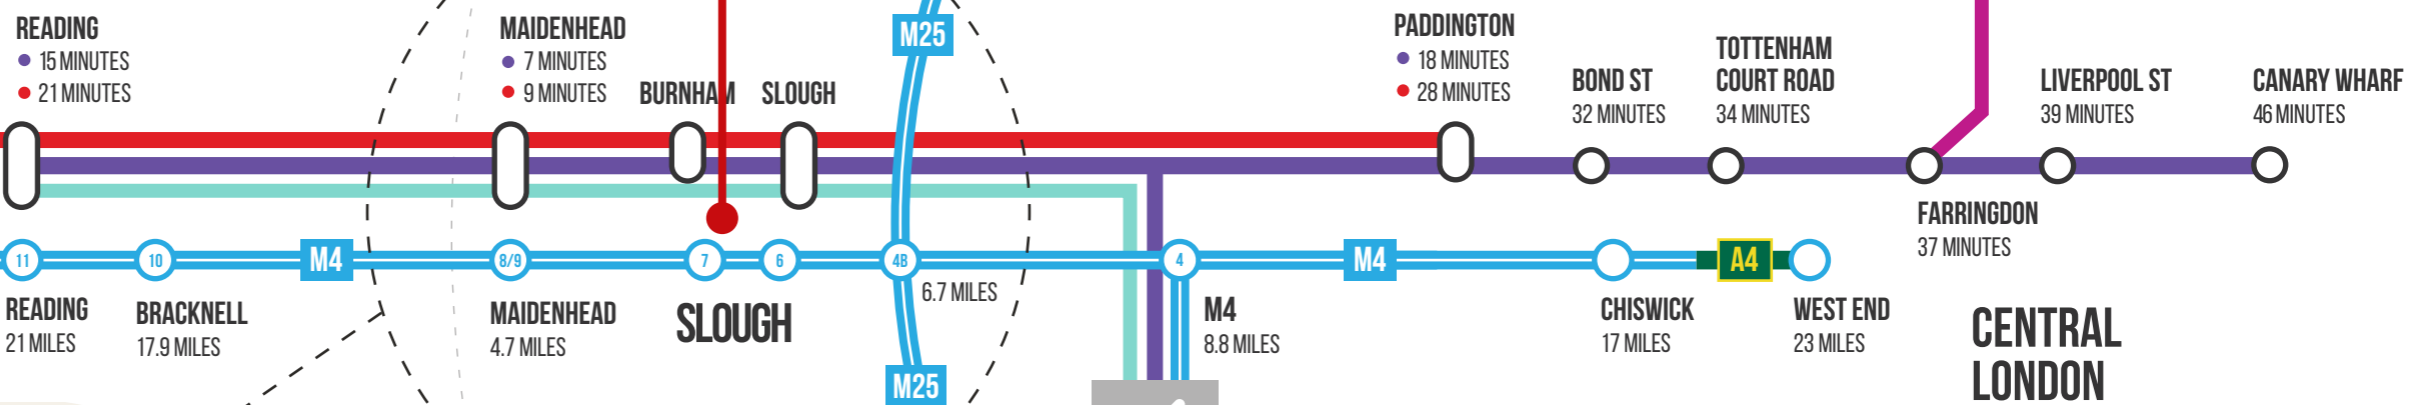 READING
15 MINUTES
21 MINUTES
MAIDENHEAD
7 MINUTES
9 MINUTES
BURNHAM
SLOUGH
M25
PADDINGTON
18 MINUTES
28 MINUTES
BOND ST
32 MINUTES
TOTTENHAM
COURT ROAD
34 MINUTES
LIVERPOOL ST
39 MINUTES
CANARY WHARF
46 MINUTES
FARRINGDON
37 MINUTES
11
10
M4
8/9
7
6
4B
4
M4
A4
READING
21 MILES
BRACKNELL
17.9 MILES
MAIDENHEAD
4.7 MILES
SLOUGH
6.7 MILES
M25
M4
8.8 MILES
CHISWICK
17 MILES
WEST END
23 MILES
CENTRAL
LONDON